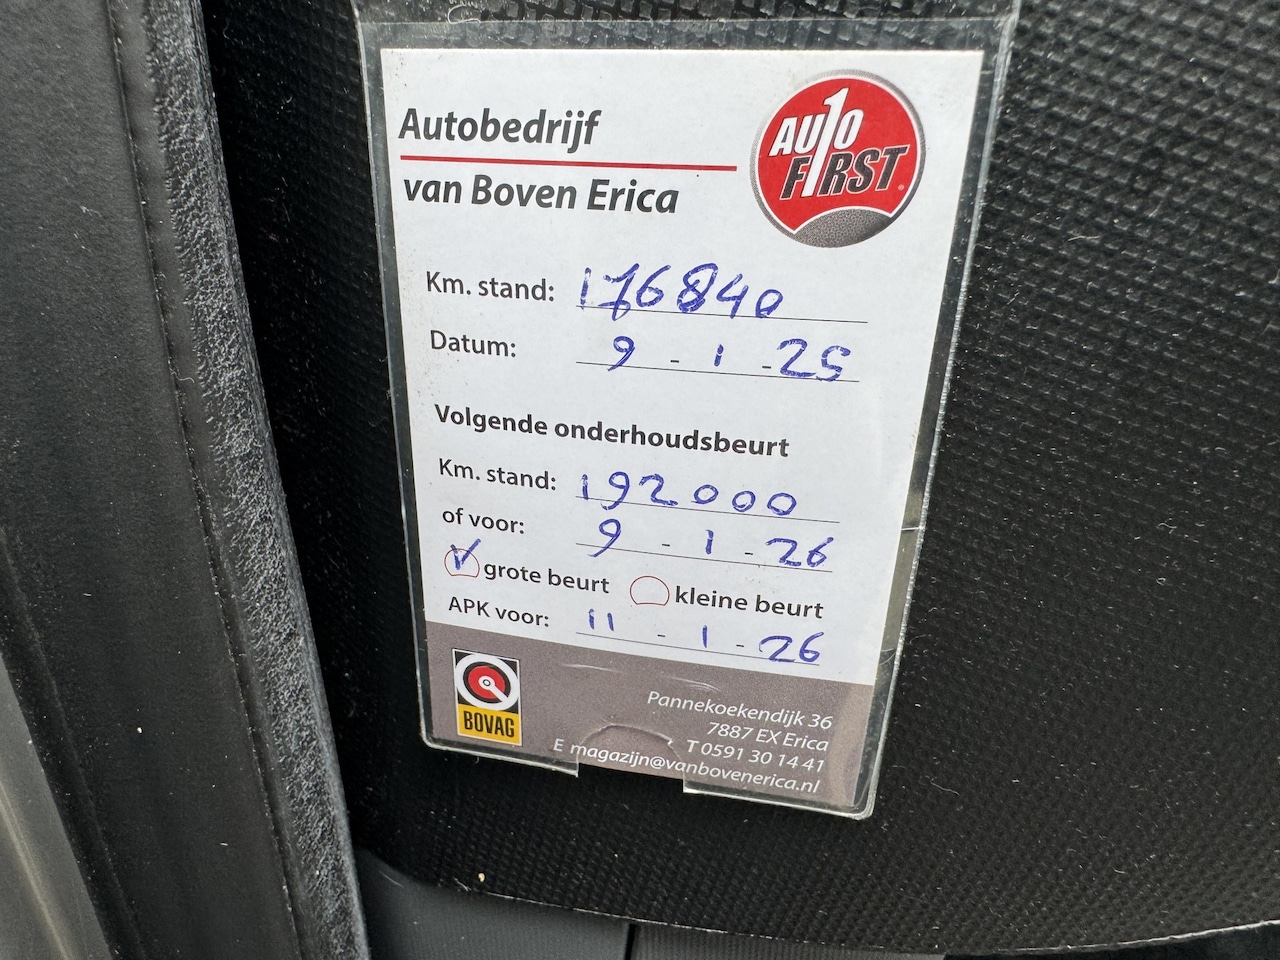 Autobedrijf
van Boven Erica
AUTO
FIRST
Km. stand: 176840
Datum: 9 - 1 - 25
Volgende onderhoudsbeurt
Km. stand: 192000
of voor: 9 - 1 - 26
grote beurt kleine beurt
APK voor: 11 - 1 - 26
BOVAG
Pannekoekendijk 36
7887 EX Erica
T 0591 30 14 41
E magazijn@vanbovenerica.nl